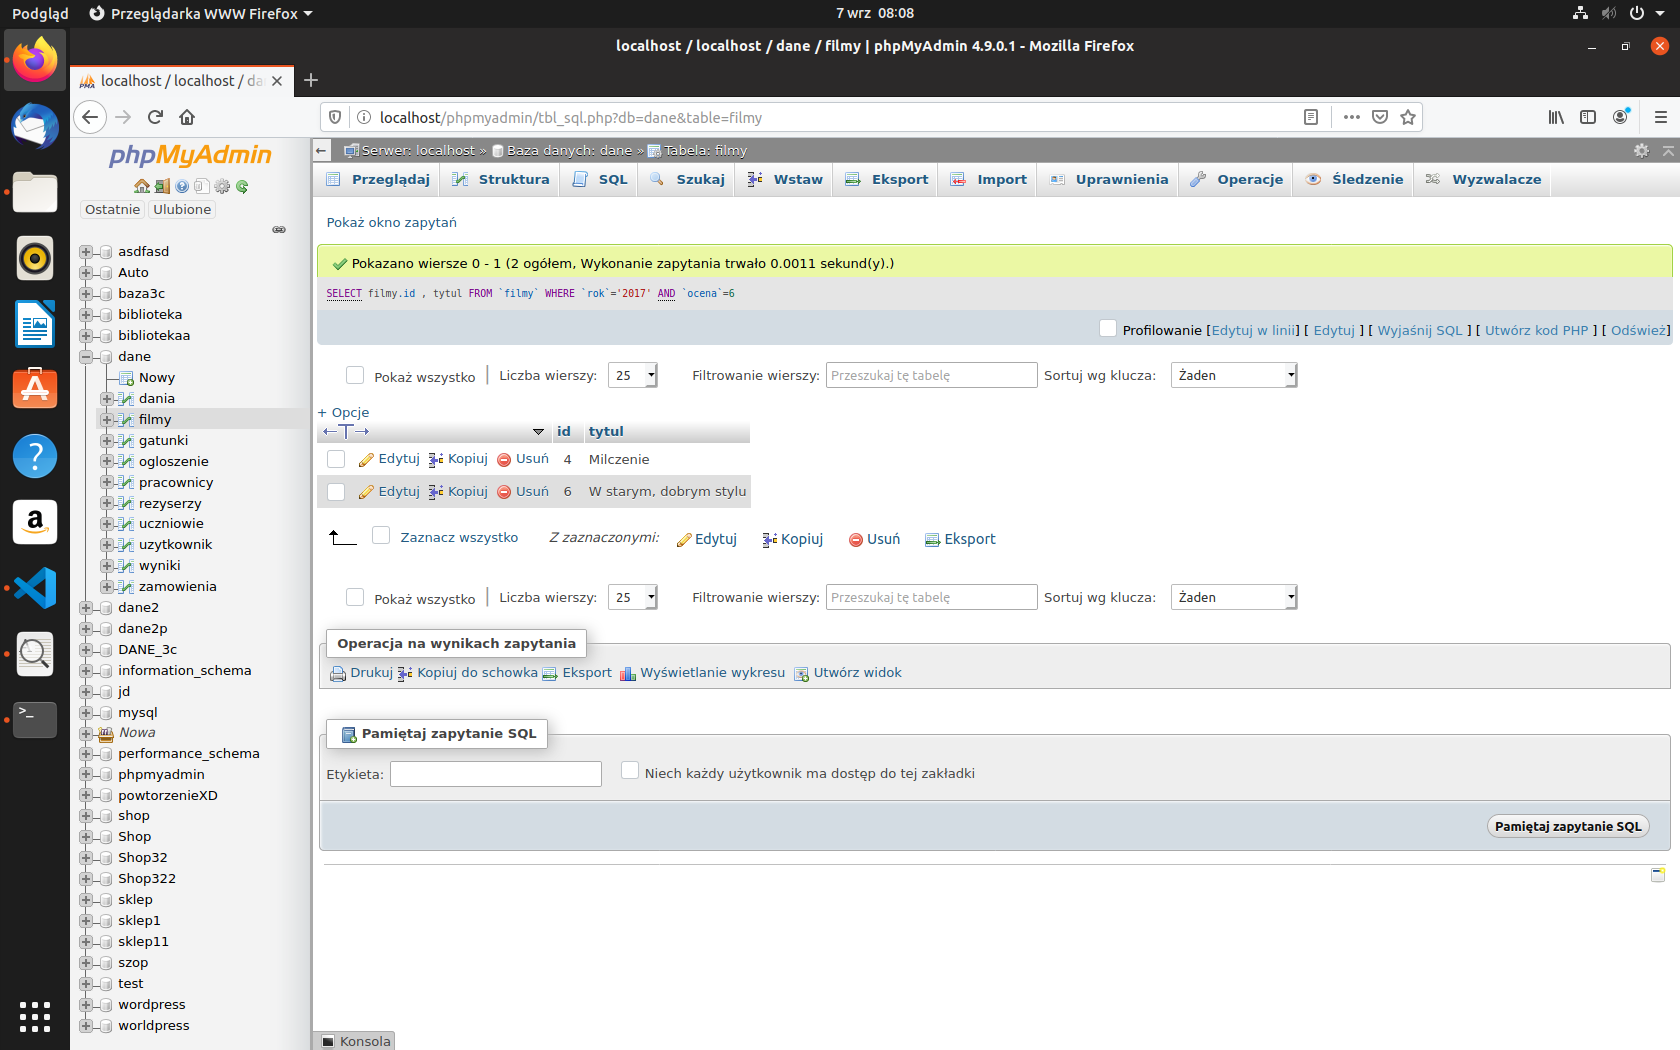 Podgląd Przeglądarka WWW Firefox 7 wrz 08:08
localhost / localhost / dane / filmy | phpMyAdmin 4.9.0.1 - Mozilla Firefox
localhost / localhost / da
localhost/phpmyadmin/tbl_sql.php?db=dane&table=filmy
phpMyAdmin
Ostatnie Ulubione
asdfasd
Auto
baza3c
biblioteka
bibliotekaa
dane
Nowy
dania
filmy
gatunki
ogloszenie
pracownicy
rezyserzy
uczniowie
uzytkownik
wyniki
zamowienia
dane2
dane2p
DANE_3c
information_schema
jd
mysql
Nowa
performance_schema
phpmyadmin
powtorzenieXD
shop
Shop
Shop32
Shop322
sklep
sklep1
sklep11
szop
test
wordpress
worldpress
Serwer: localhost » Baza danych: dane » Tabela: filmy
Przeglądaj Struktura SQL Szukaj Wstaw Eksport Import Uprawnienia Operacje Śledzenie Wyzwalacze
Pokaż okno zapytań
Pokazano wiersze 0 - 1 (2 ogółem, Wykonanie zapytania trwało 0.0011 sekund(y).)
SELECT filmy.id , tytul FROM `filmy` WHERE `rok`='2017' AND `ocena`=6
Profilowanie [Edytuj w linii] [ Edytuj ] [ Wyjaśnij SQL ] [ Utwórz kod PHP ] [ Odśwież]
Pokaż wszystko | Liczba wierszy: 25 Filtrowanie wierszy: Przeszukaj tę tabelę Sortuj wg klucza: Żaden
+ Opcje
←T→ id tytul
Edytuj Kopiuj Usuń 4 Milczenie
Edytuj Kopiuj Usuń 6 W starym, dobrym stylu
Zaznacz wszystko Z zaznaczonymi: Edytuj Kopiuj Usuń Eksport
Pokaż wszystko | Liczba wierszy: 25 Filtrowanie wierszy: Przeszukaj tę tabelę Sortuj wg klucza: Żaden
Operacja na wynikach zapytania
Drukuj Kopiuj do schowka Eksport Wyświetlanie wykresu Utwórz widok
Pamiętaj zapytanie SQL
Etykieta: Niech każdy użytkownik ma dostęp do tej zakładki
Pamiętaj zapytanie SQL
Konsola